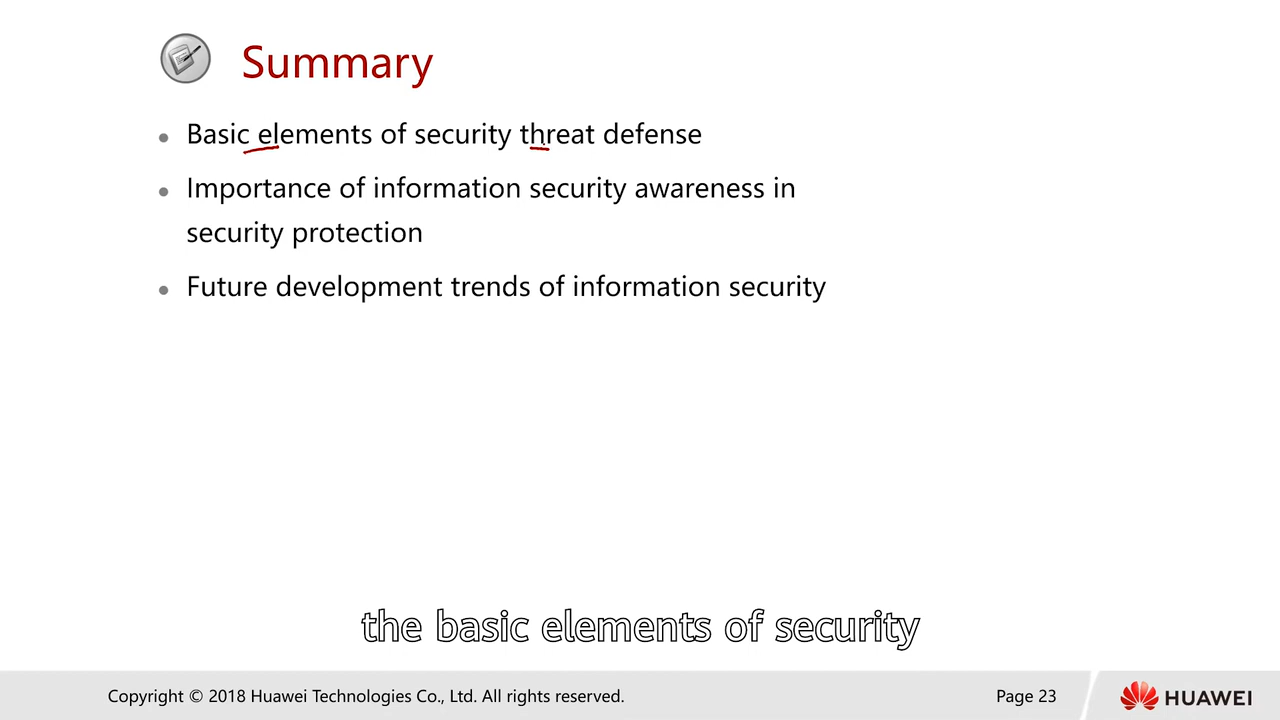 Summary
Basic elements of security threat defense
Importance of information security awareness in
security protection
Future development trends of information security
the basic elements of security
Copyright © 2018 Huawei Technologies Co., Ltd. All rights reserved.
Page 23
HUAWEI